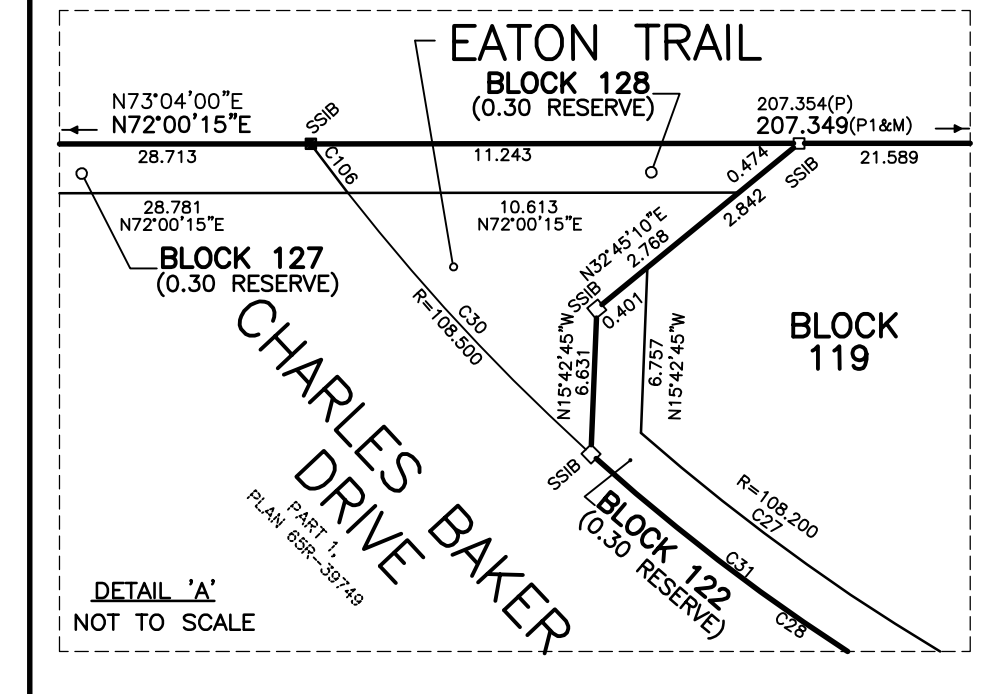 EATON TRAIL
BLOCK 128
(0.30 RESERVE)
N73°04'00"E
N72°00'15"E
SSIB
207.354(P)
207.349(P1&M)
28.713
C106
11.243
0.474
SSIB
21.589
28.781
N72°00'15"E
10.613
N72°00'15"E
2.842
BLOCK 127
(0.30 RESERVE)
N32°45'10"E
2.768
SSIB
0.401
C30
R=108.500
N15°42'45"W
6.631
6.757
N15°42'45"W
BLOCK
119
CHARLES BAKER
DRIVE
SSIB
R=108.200
C27
PART 1,
PLAN 65R-39749
BLOCK 122
(0.30 RESERVE)
C31
C28
DETAIL 'A'
NOT TO SCALE